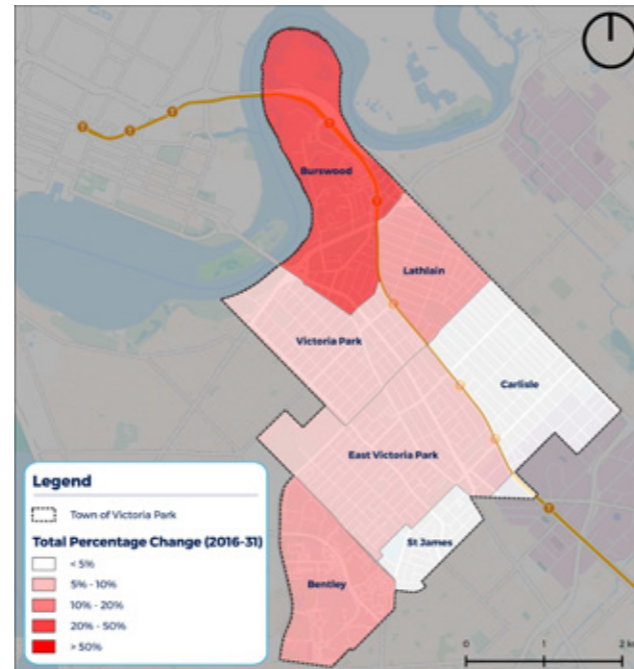 Burswood
Lathlain
Victoria Park
Carlisle
East Victoria Park
St James
Bentley
Legend
Town of Victoria Park
Total Percentage Change (2016-31)
< 5%
5% - 10%
10% - 20%
20% - 50%
> 50%
0 1 2 k